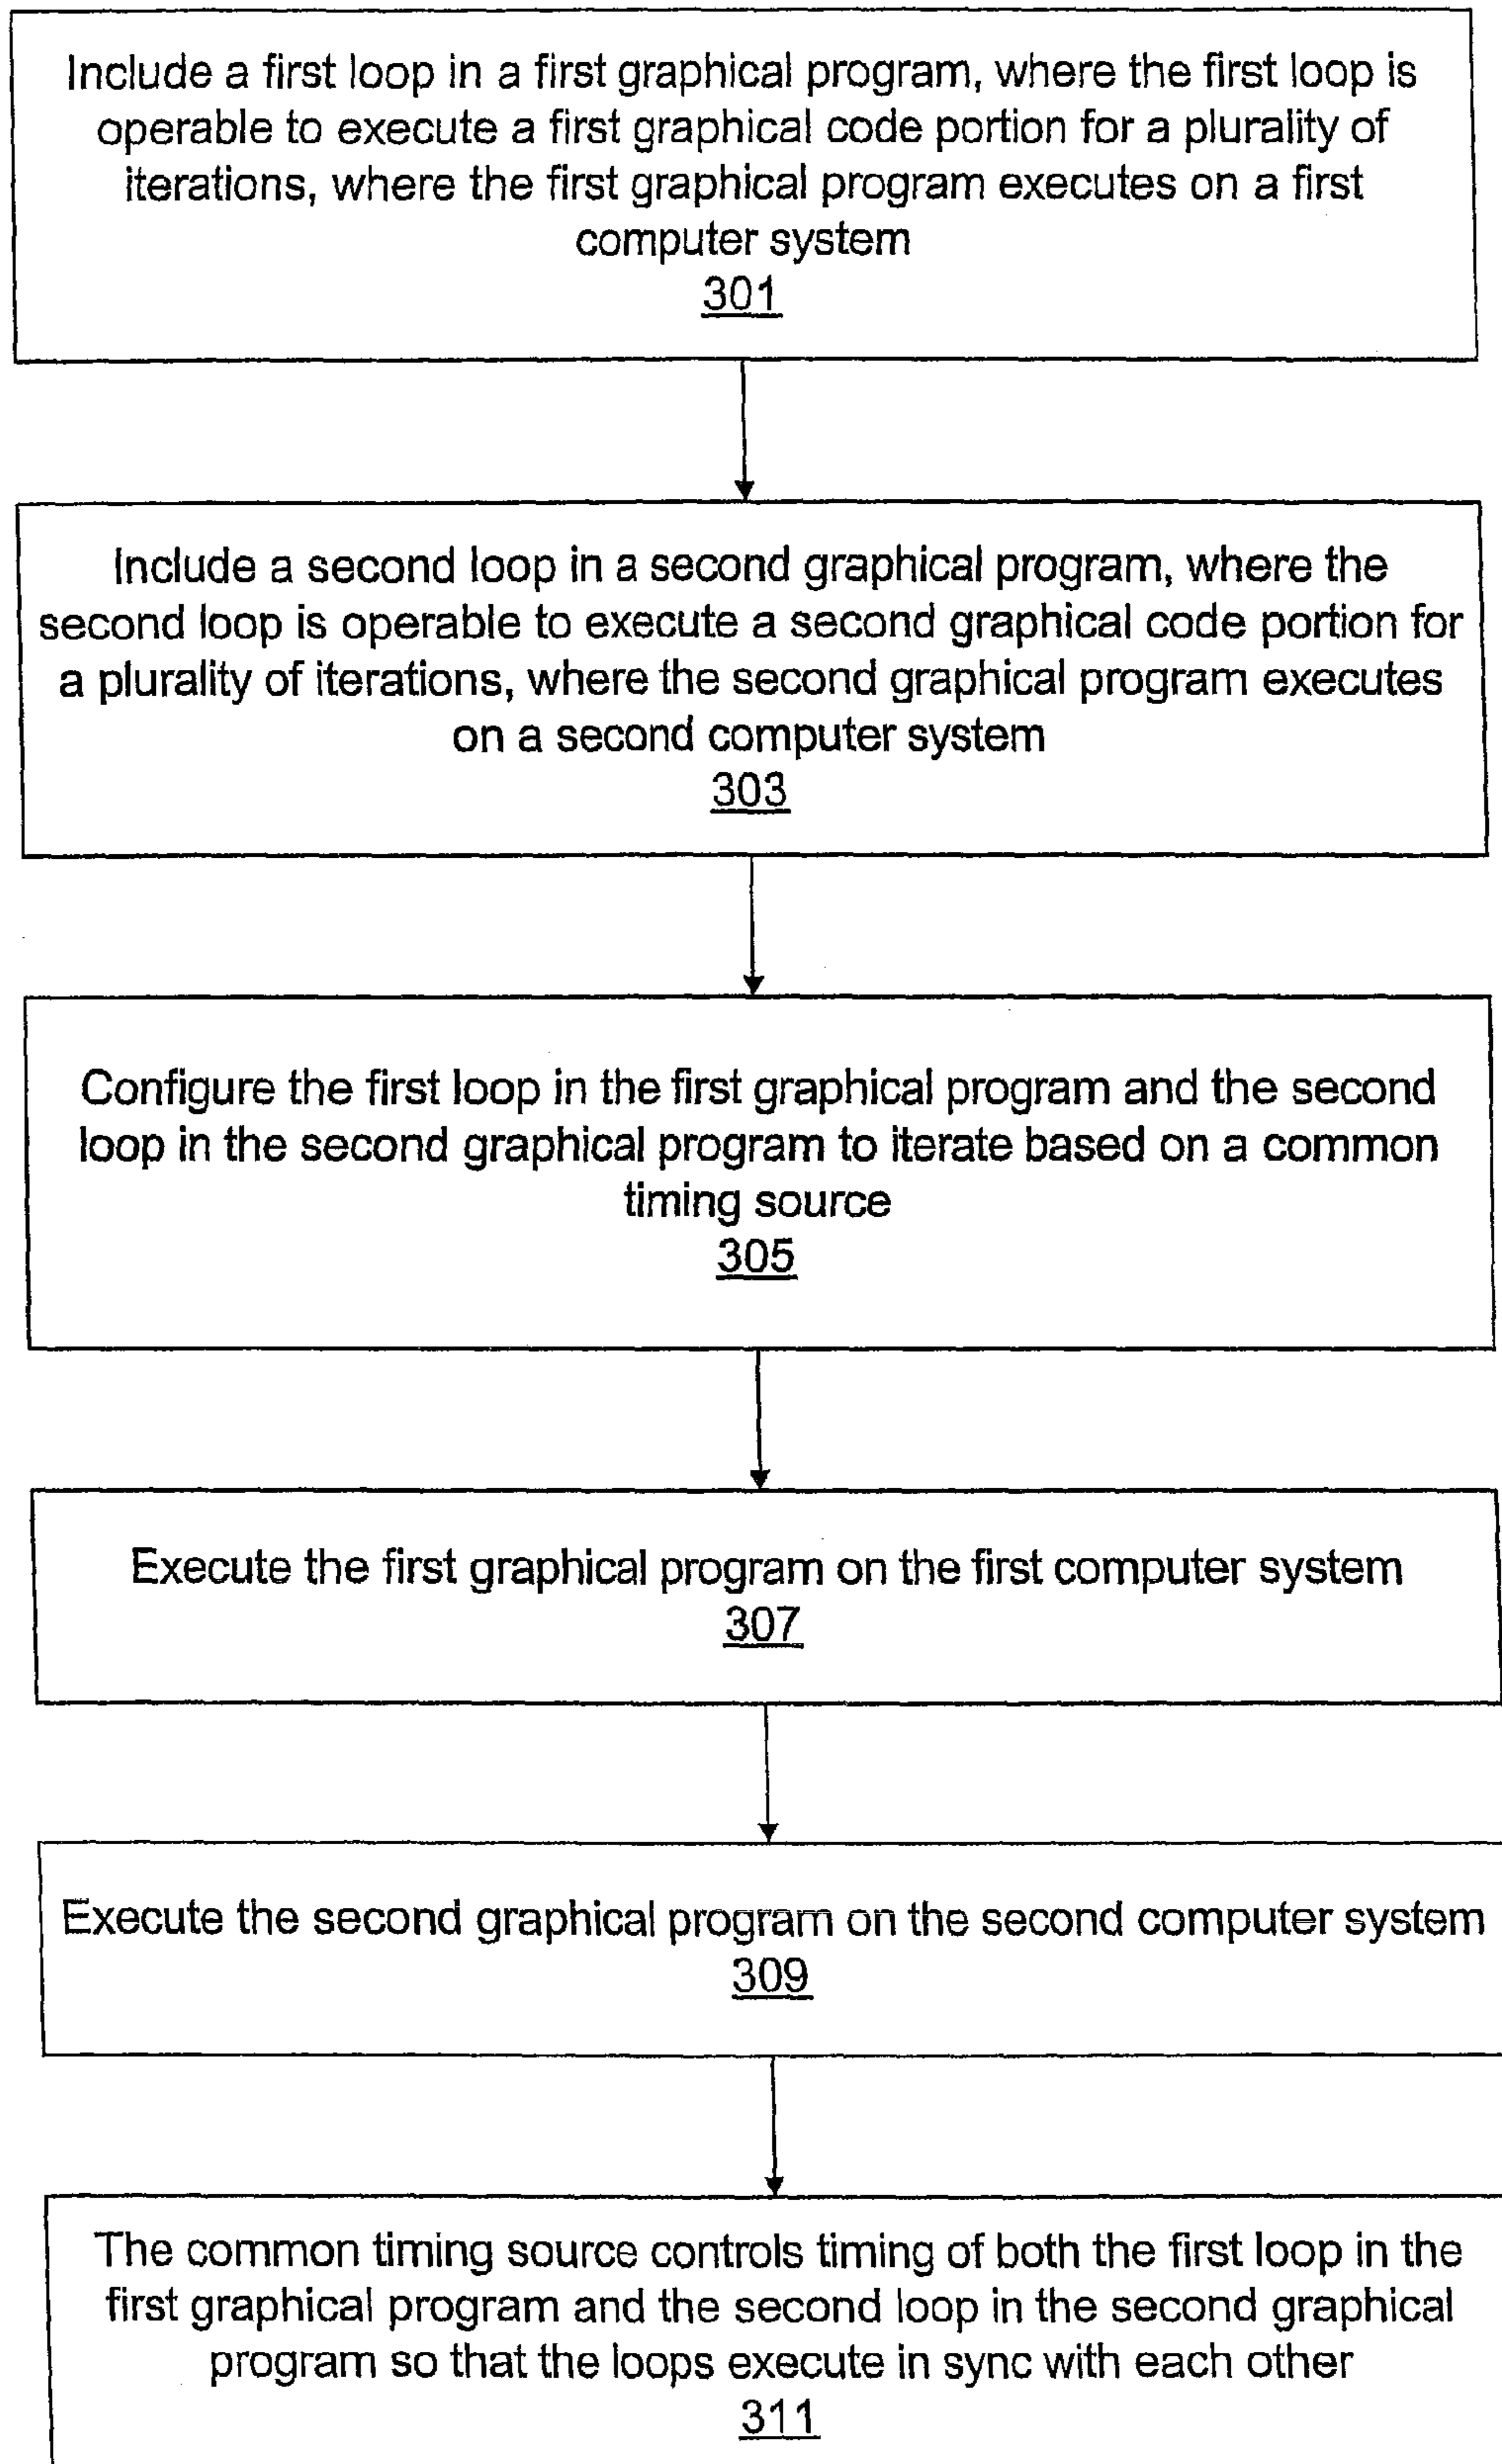 Include a first loop in a first graphical program, where the first loop is
operable to execute a first graphical code portion for a plurality of
iterations, where the first graphical program executes on a first
computer system
301
Include a second loop in a second graphical program, where the
second loop is operable to execute a second graphical code portion for
a plurality of iterations, where the second graphical program executes
on a second computer system
303
Configure the first loop in the first graphical program and the second
loop in the second graphical program to iterate based on a common
timing source
305
Execute the first graphical program on the first computer system
307
Execute the second graphical program on the second computer system
309
The common timing source controls timing of both the first loop in the
first graphical program and the second loop in the second graphical
program so that the loops execute in sync with each other
311